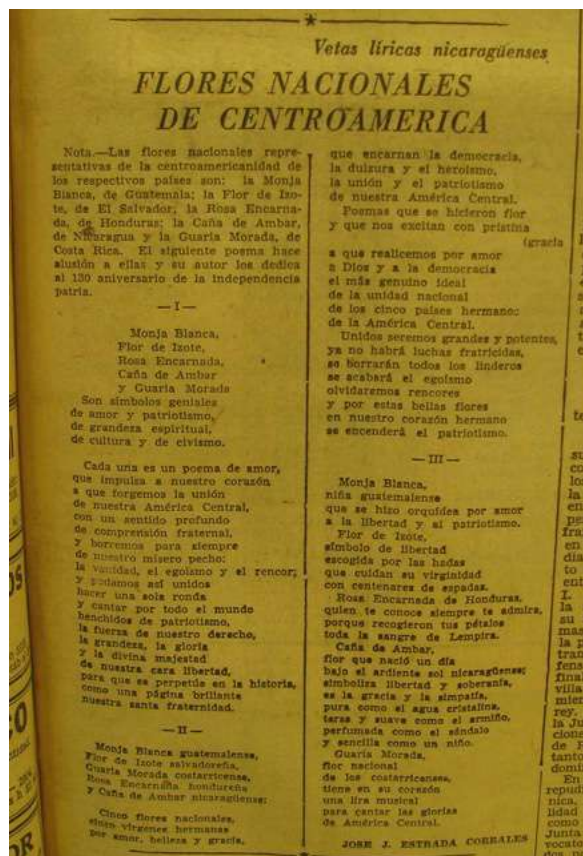 Vetas líricas nicaragüenses
FLORES NACIONALES
DE CENTROAMERICA
Nota.—Las flores nacionales repre-
sentativas de la centroamericanidad de
los respectivos países son: la Monja
Blanca, de Guatemala; la Flor de Izo-
te, de El Salvador; la Rosa Encarna-
da, de Honduras; la Caña de Ambar,
de Nicaragua y la Guaria Morada, de
Costa Rica. El siguiente poema hace
alusión a ellas y su autor los dedica
al 130 aniversario de la independencia
patria.
— I —
Monja Blanca,
Flor de Izote,
Rosa Encarnada,
Caña de Ambar
y Guaria Morada
Son símbolos geniales
de amor y patriotismo,
de grandeza espiritual,
de cultura y de civismo.
Cada una es un poema de amor,
que impulsa a nuestro corazón
a que forgemos la unión
de nuestra América Central,
con un sentido profundo
de comprensión fraternal,
y borremos para siempre
de nuestro mísero pecho:
la vanidad, el egoísmo y el rencor;
y podamos así unidos
hacer una sola ronda
y cantar por todo el mundo
henchidos de patriotismo,
la fuerza de nuestro derecho,
la grandeza, la gloria
y la divina majestad
de nuestra cara libertad,
para que se perpetúe en la historia,
como una página brillante
nuestra santa fraternidad.
— II —
Monja Blanca guatemalense,
Flor de Izote salvadoreña,
Guaria Morada costarricense,
Rosa Encarnada hondureña
y Caña de Ambar nicaragüense:
Cinco flores nacionales,
cinco vírgenes hermanas
por amor, belleza y gracia,
que encarnan la democracia,
la dulzura y el heroísmo,
la unión y el patriotismo
de nuestra América Central.
Poemas que se hicieron flor
y que nos excitan con pristina
(gracia
a que realicemos por amor
a Dios y a la democracia
el más genuino ideal
de la unidad nacional
de los cinco países hermano:
de la América Central.
Unidos seremos grandes y potentes,
ya no habrá luchas fratricidas,
se borrarán todos los linderos
se acabará el egoísmo
olvidaremos rencores
y por estas bellas flores
en nuestro corazón hermano
se encenderá el patriotismo.
— III —
Monja Blanca,
niña guatemalense
que se hizo orquídea por amor
a la libertad y al patriotismo.
Flor de Izote,
símbolo de libertad
escogida por las hadas
que cuidan su virginidad
con centenares de espadas.
Rosa Encarnada de Honduras,
quien te conoce siempre te admira,
porque recogieron tus pétalos
toda la sangre de Lempira.
Caña de Ambar,
flor que nació un día
bajo el ardiente sol nicaragüense;
simboliza libertad y soberanía,
es la gracia y la simpatía,
pura como el agua cristalina,
tersa y suave como el armiño,
perfumada como el sándalo
y sencilla como un niño.
Guaria Morada,
flor nacional
de los costarricenses,
tiene en su corazón
una lira musical
para cantar las glorias
de América Central.
JOSE J. ESTRADA CORRALES